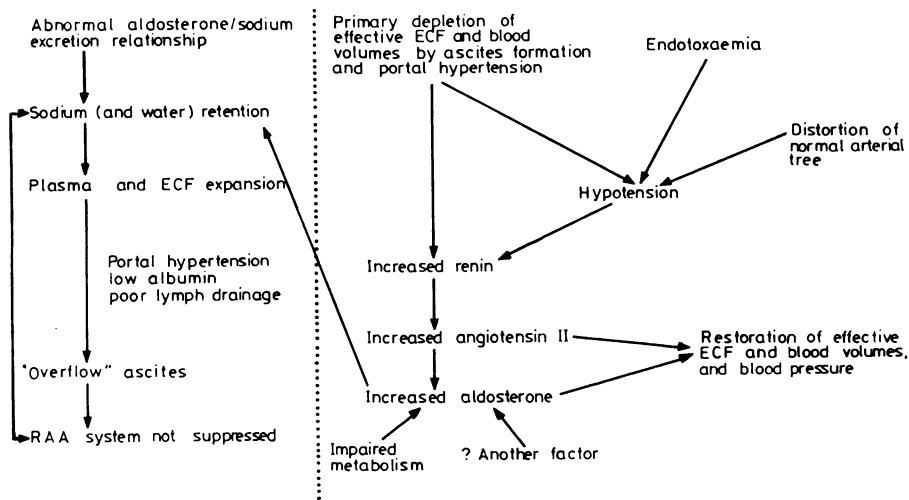 Abnormal aldosterone/sodium
excretion relationship
Sodium (and water) retention
Plasma and ECF expansion
Portal hypertension
low albumin
poor lymph drainage
"Overflow" ascites
RAA system not suppressed
Primary depletion of
effective ECF and blood
volumes by ascites formation
and portal hypertension
Endotoxaemia
Distortion of
normal arterial
tree
Hypotension
Increased renin
Increased angiotensin II
Restoration of effective
ECF and blood volumes,
and blood pressure
Increased aldosterone
Impaired
metabolism
? Another factor